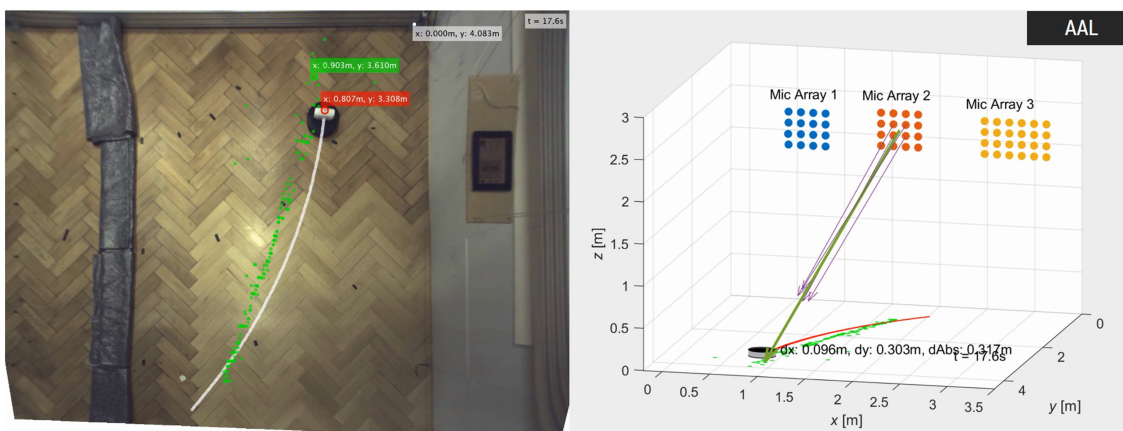 t = 17.6s
x: 0.000m, y: 4.083m
x: 0.903m, y: 3.610m
x: 0.807m, y: 3.308m
AAL
Mic Array 1
Mic Array 2
Mic Array 3
3
2.5
2
1.5
1
0.5
0
z [m]
dx: 0.096m, dy: 0.303m, dAbs: 0.317m
t = 17.6s
0
0.5
1
1.5
2
2.5
3
3.5
x [m]
0
2
4
y [m]